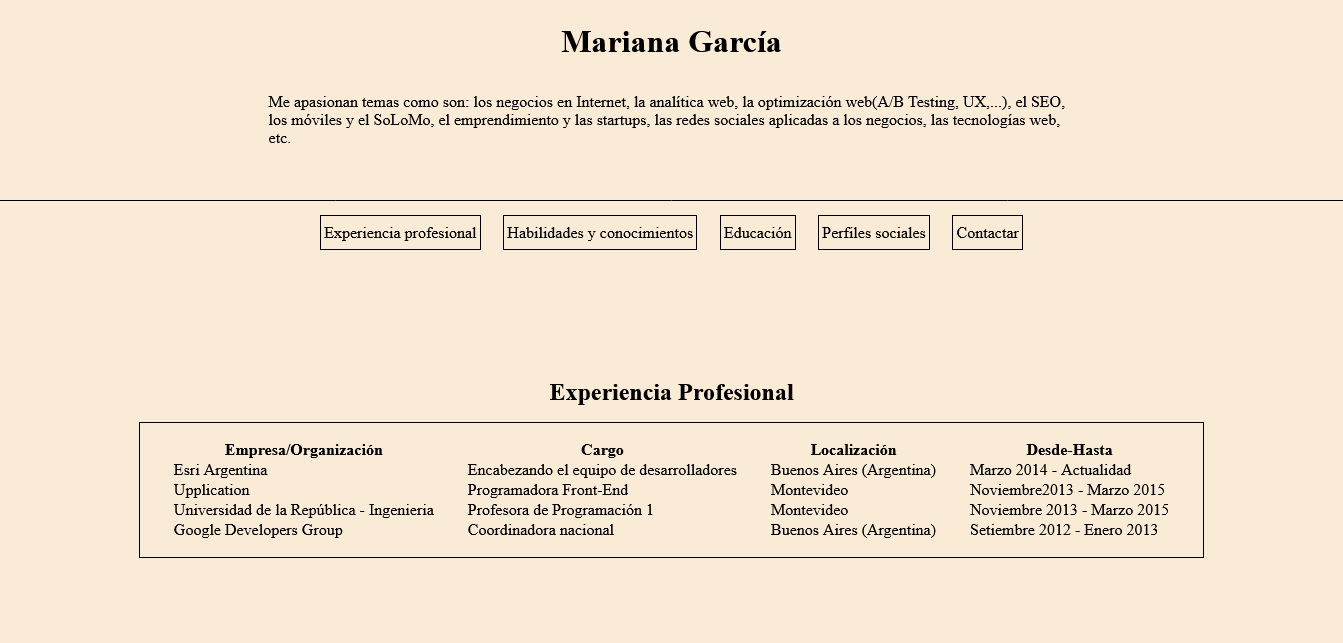 Mariana García
Me apasionan temas como son: los negocios en Internet, la analítica web, la optimización web(A/B Testing, UX,...), el SEO,
los móviles y el SoLoMo, el emprendimiento y las startups, las redes sociales aplicadas a los negocios, las tecnologías web,
etc.
Experiencia profesional Habilidades y conocimientos Educación Perfiles sociales Contactar
Experiencia Profesional
Empresa/Organización Cargo Localización Desde-Hasta
Esri Argentina Encabezando el equipo de desarrolladores Buenos Aires (Argentina) Marzo 2014 - Actualidad
Upplication Programadora Front-End Montevideo Noviembre2013 - Marzo 2015
Universidad de la República - Ingenieria Profesora de Programación 1 Montevideo Noviembre 2013 - Marzo 2015
Google Developers Group Coordinadora nacional Buenos Aires (Argentina) Setiembre 2012 - Enero 2013